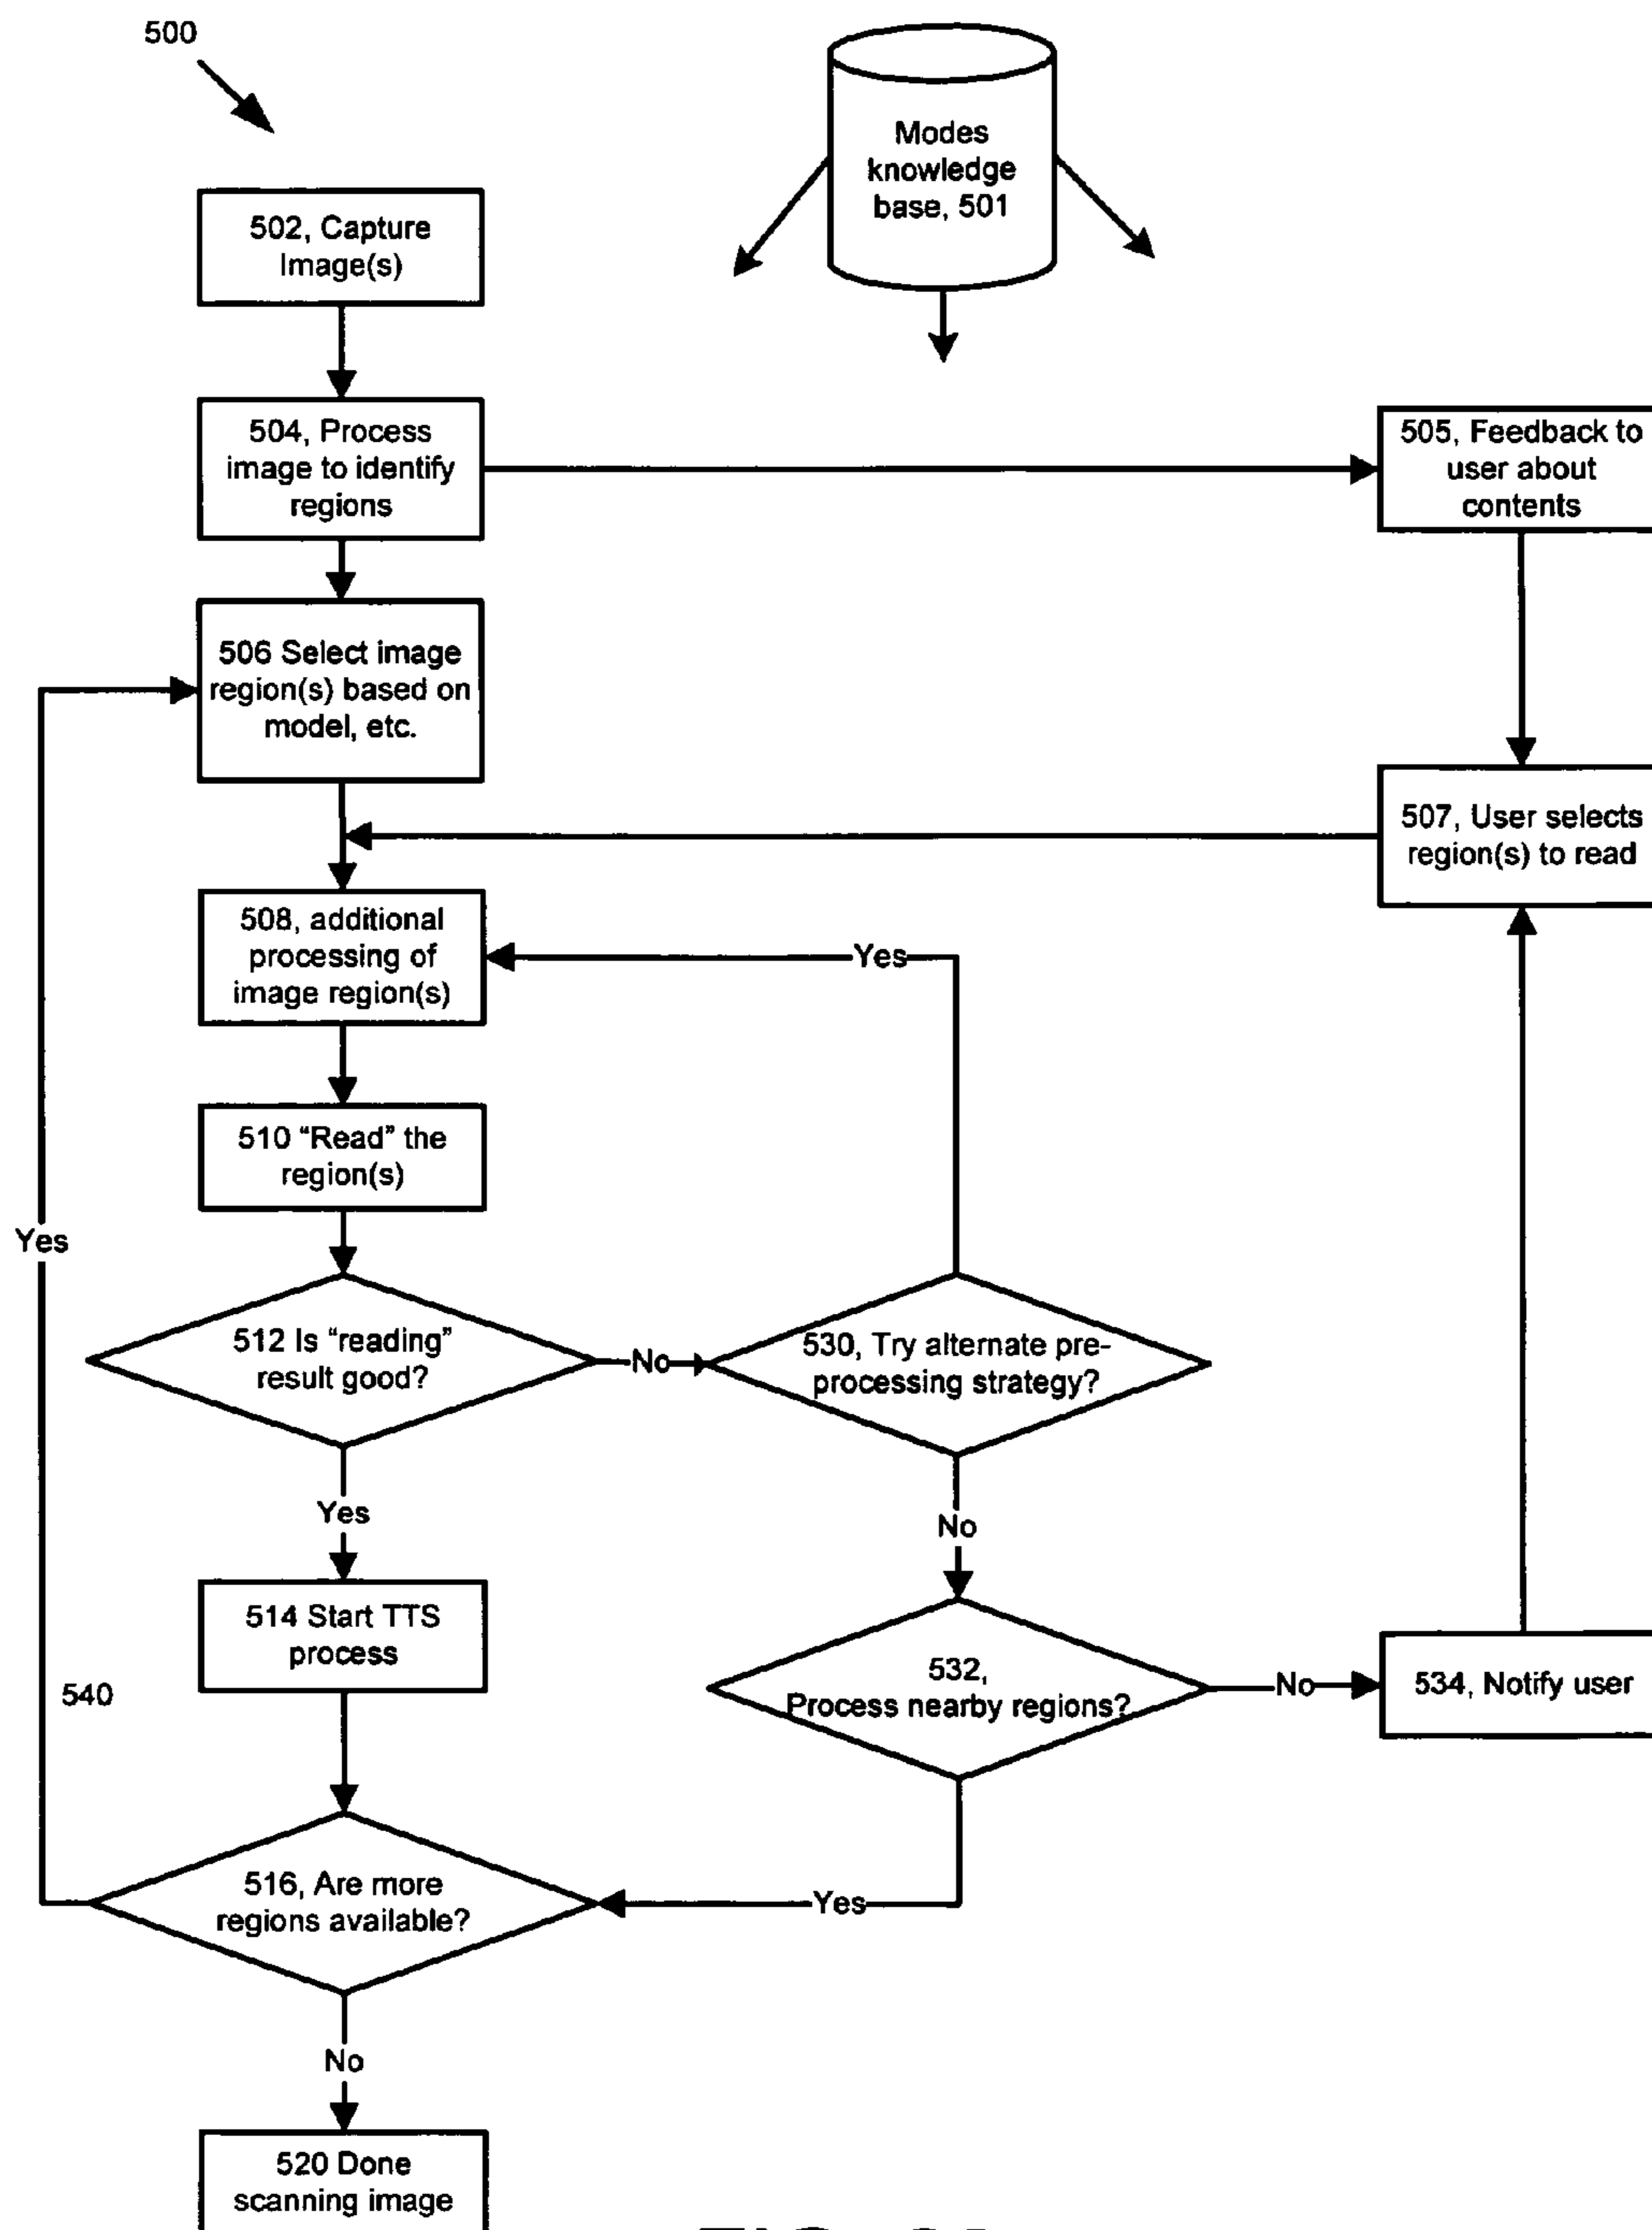 500
Modes
knowledge
base, 501
502, Capture
Image(s)
504, Process
image to identify
regions
505, Feedback to
user about
contents
506 Select image
region(s) based on
model, etc.
507, User selects
region(s) to read
508, additional
processing of
image region(s)
Yes
510 “Read” the
region(s)
Yes
512 Is “reading”
result good?
No
530, Try alternate pre-
processing strategy?
Yes
No
514 Start TTS
process
532,
Process nearby regions?
No
534, Notify user
540
516, Are more
regions available?
Yes
No
520 Done
scanning image